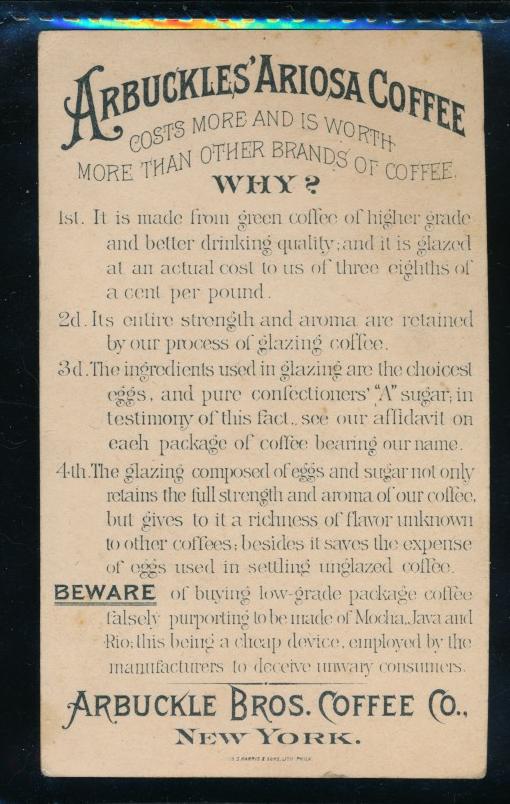 ARBUCKLES' ARIOSA COFFEE
COSTS MORE AND IS WORTH
MORE THAN OTHER BRANDS OF COFFEE.
WHY?
1st. It is made from green coffee of higher grade
and better drinking quality; and it is glazed
at an actual cost to us of three eighths of
a cent per pound.
2d. Its entire strength and aroma are retained
by our process of glazing coffee.
3d. The ingredients used in glazing are the choicest
eggs, and pure confectioners' "A" sugar; in
testimony of this fact, see our affidavit on
each package of coffee bearing our name.
4th. The glazing composed of eggs and sugar not only
retains the full strength and aroma of our coffee,
but gives to it a richness of flavor unknown
to other coffees; besides it saves the expense
of eggs used in settling unglazed coffee.
BEWARE of buying low-grade package coffee
falsely purporting to be made of Mocha, Java and
Rio; this being a cheap device, employed by the
manufacturers to deceive unwary consumers.
ARBUCKLE BROS. COFFEE CO.,
NEW YORK.
S. HARRIS & SONS, LITH. PHILA.